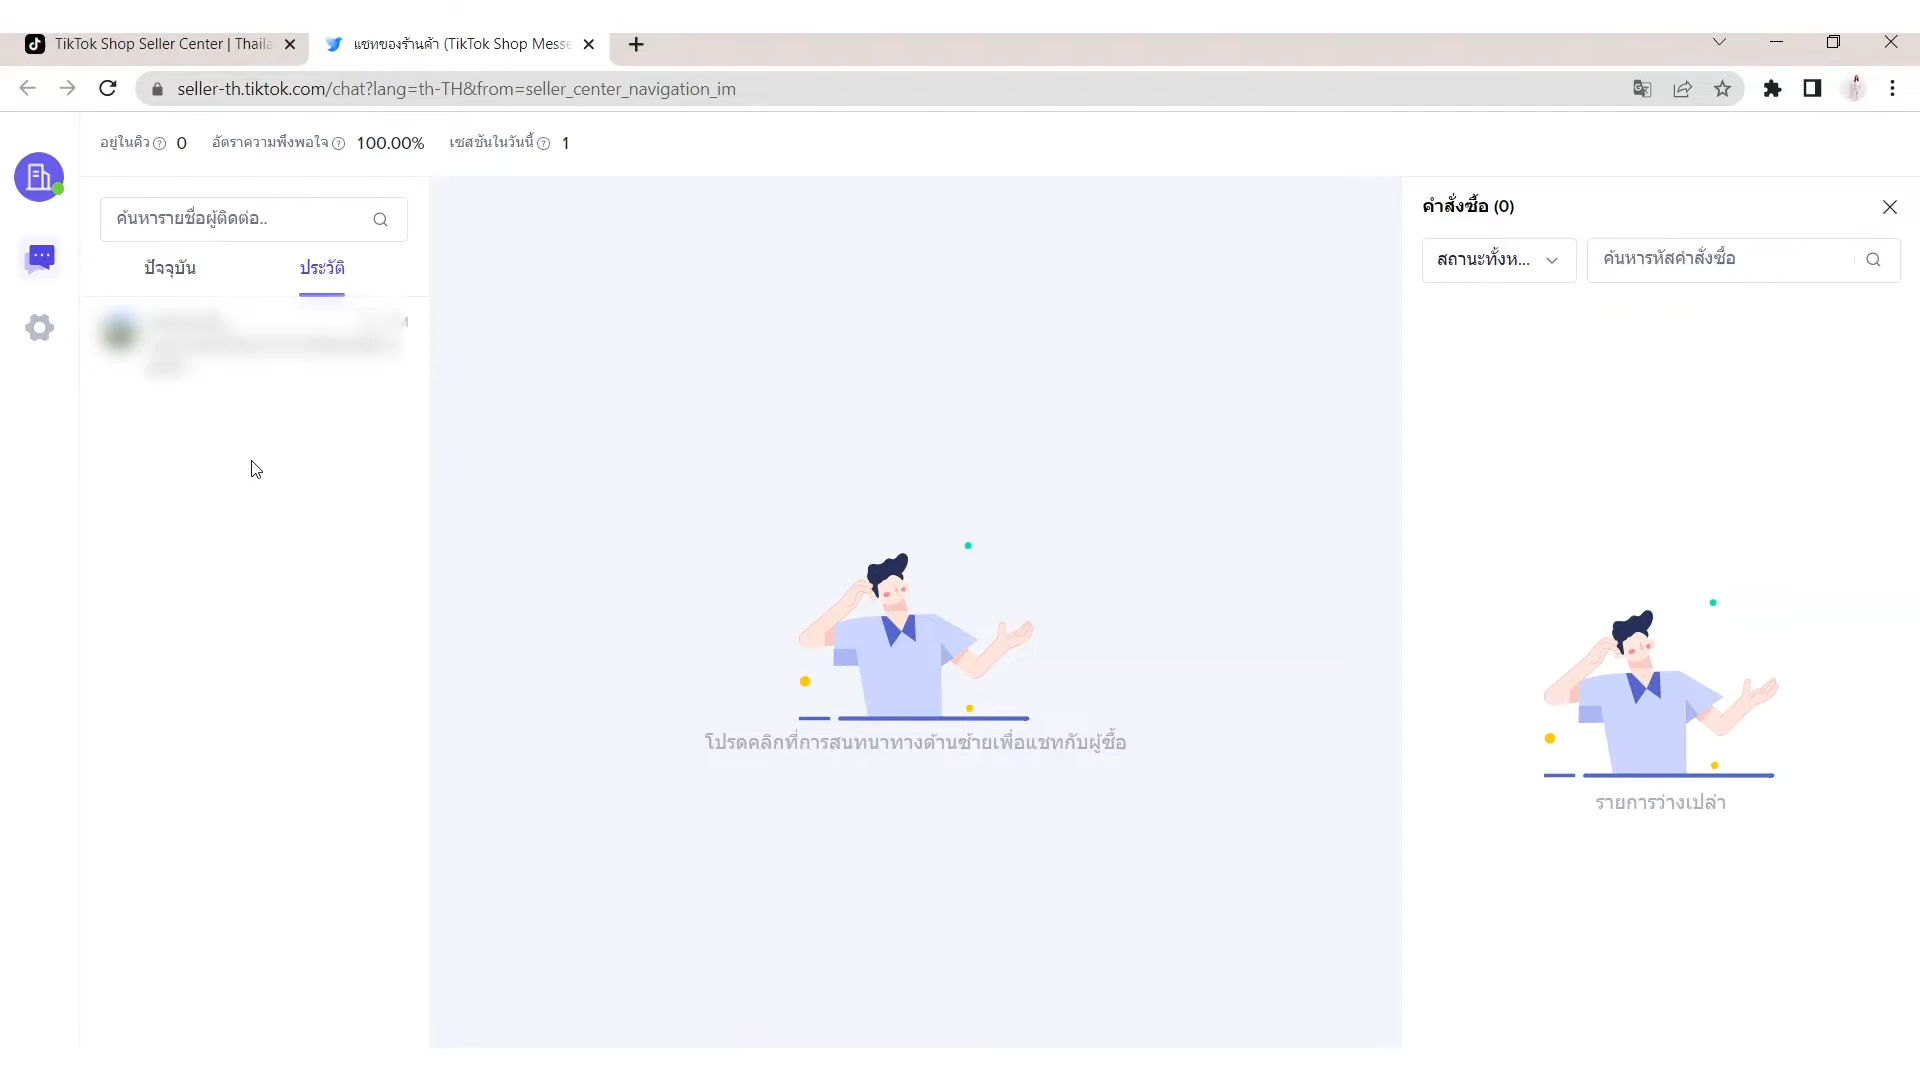 TikTok Shop Seller Center | Thaila
แชทของร้านค้า (TikTok Shop Messe
seller-th.tiktok.com/chat?lang=th-TH&from=seller_center_navigation_im
อยู่ในคิว 0 อัตราความพึงพอใจ 100.00% เซสชันในวันนี้ 1
ค้นหารายชื่อผู้ติดต่อ..
ปัจจุบัน ประวัติ
โปรดคลิกที่การสนทนาทางด้านซ้ายเพื่อแชทกับผู้ซื้อ
คำสั่งซื้อ (0)
สถานะทั้งห... ค้นหารหัสคำสั่งซื้อ
รายการว่างเปล่า